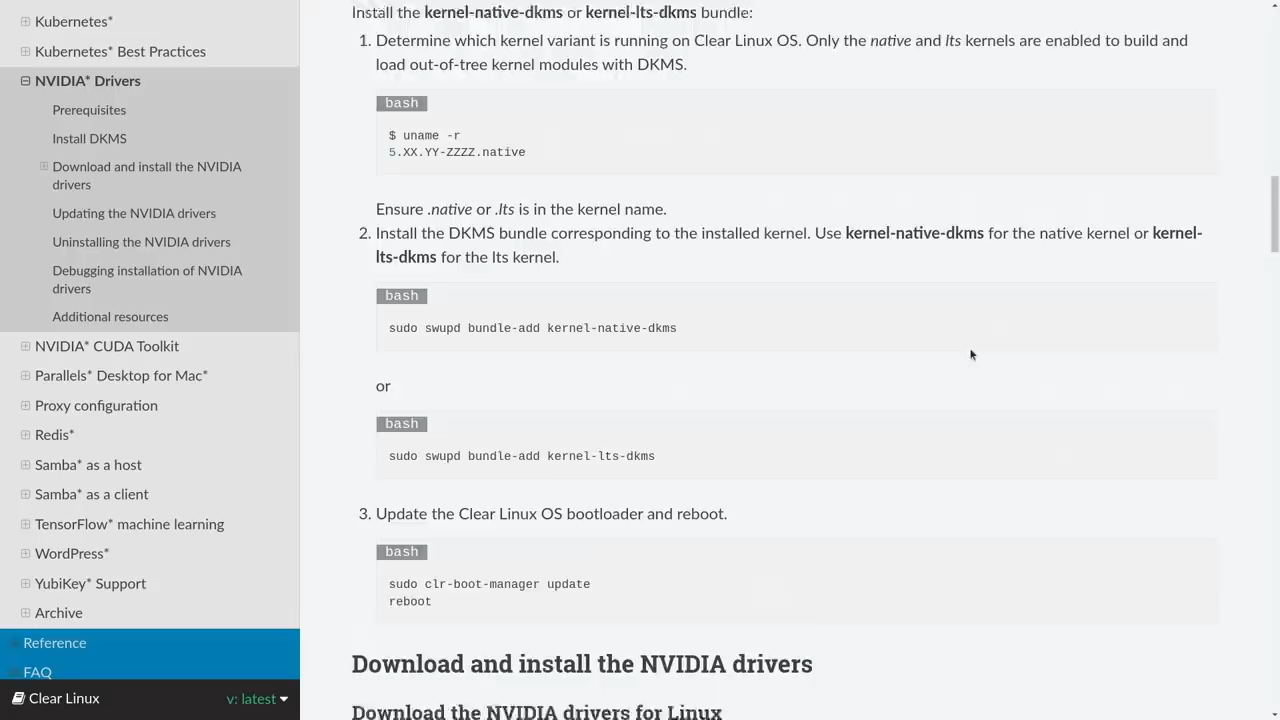 Kubernetes*
Kubernetes* Best Practices
NVIDIA* Drivers
Prerequisites
Install DKMS
Download and install the NVIDIA
drivers
Updating the NVIDIA drivers
Uninstalling the NVIDIA drivers
Debugging installation of NVIDIA
drivers
Additional resources
NVIDIA* CUDA Toolkit
Parallels* Desktop for Mac*
Proxy configuration
Redis*
Samba* as a host
Samba* as a client
TensorFlow* machine learning
WordPress*
YubiKey* Support
Archive
Reference
FAQ
Clear Linux
v: latest
Install the kernel-native-dkms or kernel-lts-dkms bundle:
1. Determine which kernel variant is running on Clear Linux OS. Only the native and lts kernels are enabled to build and
load out-of-tree kernel modules with DKMS.
bash
$ uname -r
5.XX.YY-ZZZZ.native
Ensure .native or .lts is in the kernel name.
2. Install the DKMS bundle corresponding to the installed kernel. Use kernel-native-dkms for the native kernel or kernel-
lts-dkms for the lts kernel.
bash
sudo swupd bundle-add kernel-native-dkms
or
bash
sudo swupd bundle-add kernel-lts-dkms
3. Update the Clear Linux OS bootloader and reboot.
bash
sudo clr-boot-manager update
reboot
Download and install the NVIDIA drivers
Download the NVIDIA drivers for Linux